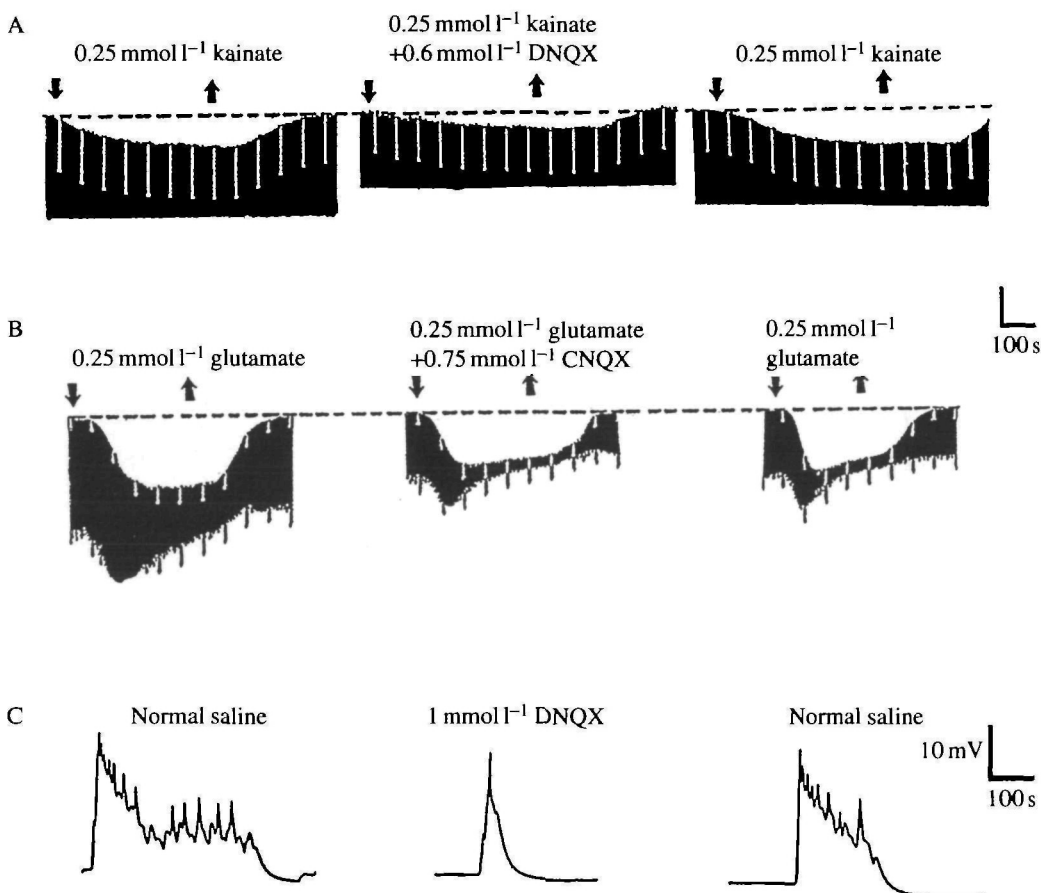 A
0.25 mmol l⁻¹ kainate
0.25 mmol l⁻¹ kainate
+0.6 mmol l⁻¹ DNQX
0.25 mmol l⁻¹ kainate
100 s
B
0.25 mmol l⁻¹ glutamate
0.25 mmol l⁻¹ glutamate
+0.75 mmol l⁻¹ CNQX
0.25 mmol l⁻¹
glutamate
C
Normal saline
1 mmol l⁻¹ DNQX
Normal saline
10 mV
100 s